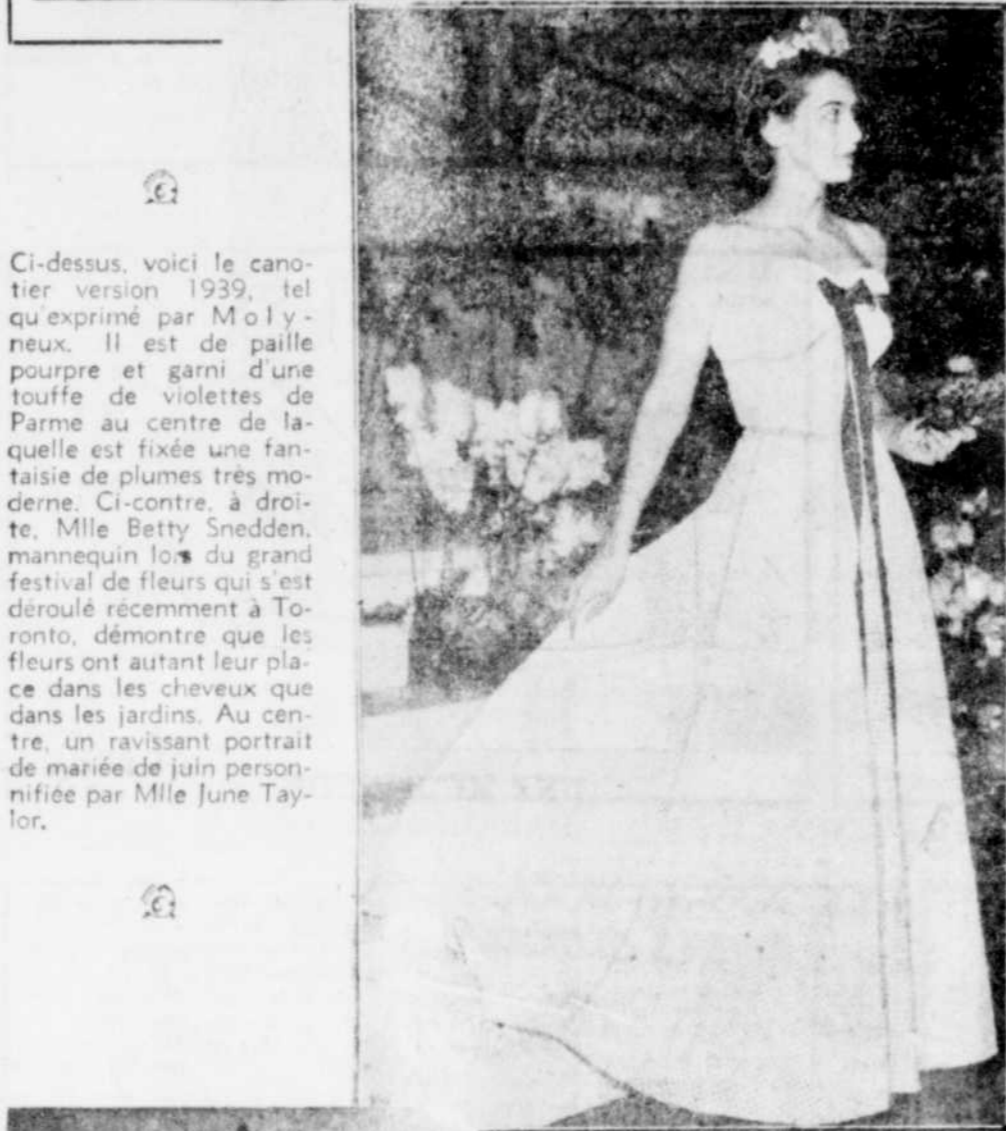 Ci-dessus, voici le cano-
tier version 1939, tel
qu'exprimé par Moly-
neux. Il est de paille
pourpre et garni d'une
touffe de violettes de
Parme au centre de la-
quelle est fixée une fan-
taisie de plumes très mo-
derne. Ci-contre, à droi-
te, Mlle Betty Snedden,
mannequin lors du grand
festival de fleurs qui s'est
déroulé récemment à To-
ronto, démontre que les
fleurs ont autant leur pla-
ce dans les cheveux que
dans les jardins. Au cen-
tre, un ravissant portrait
de mariée de juin person-
nifiée par Mlle June Tay-
lor.